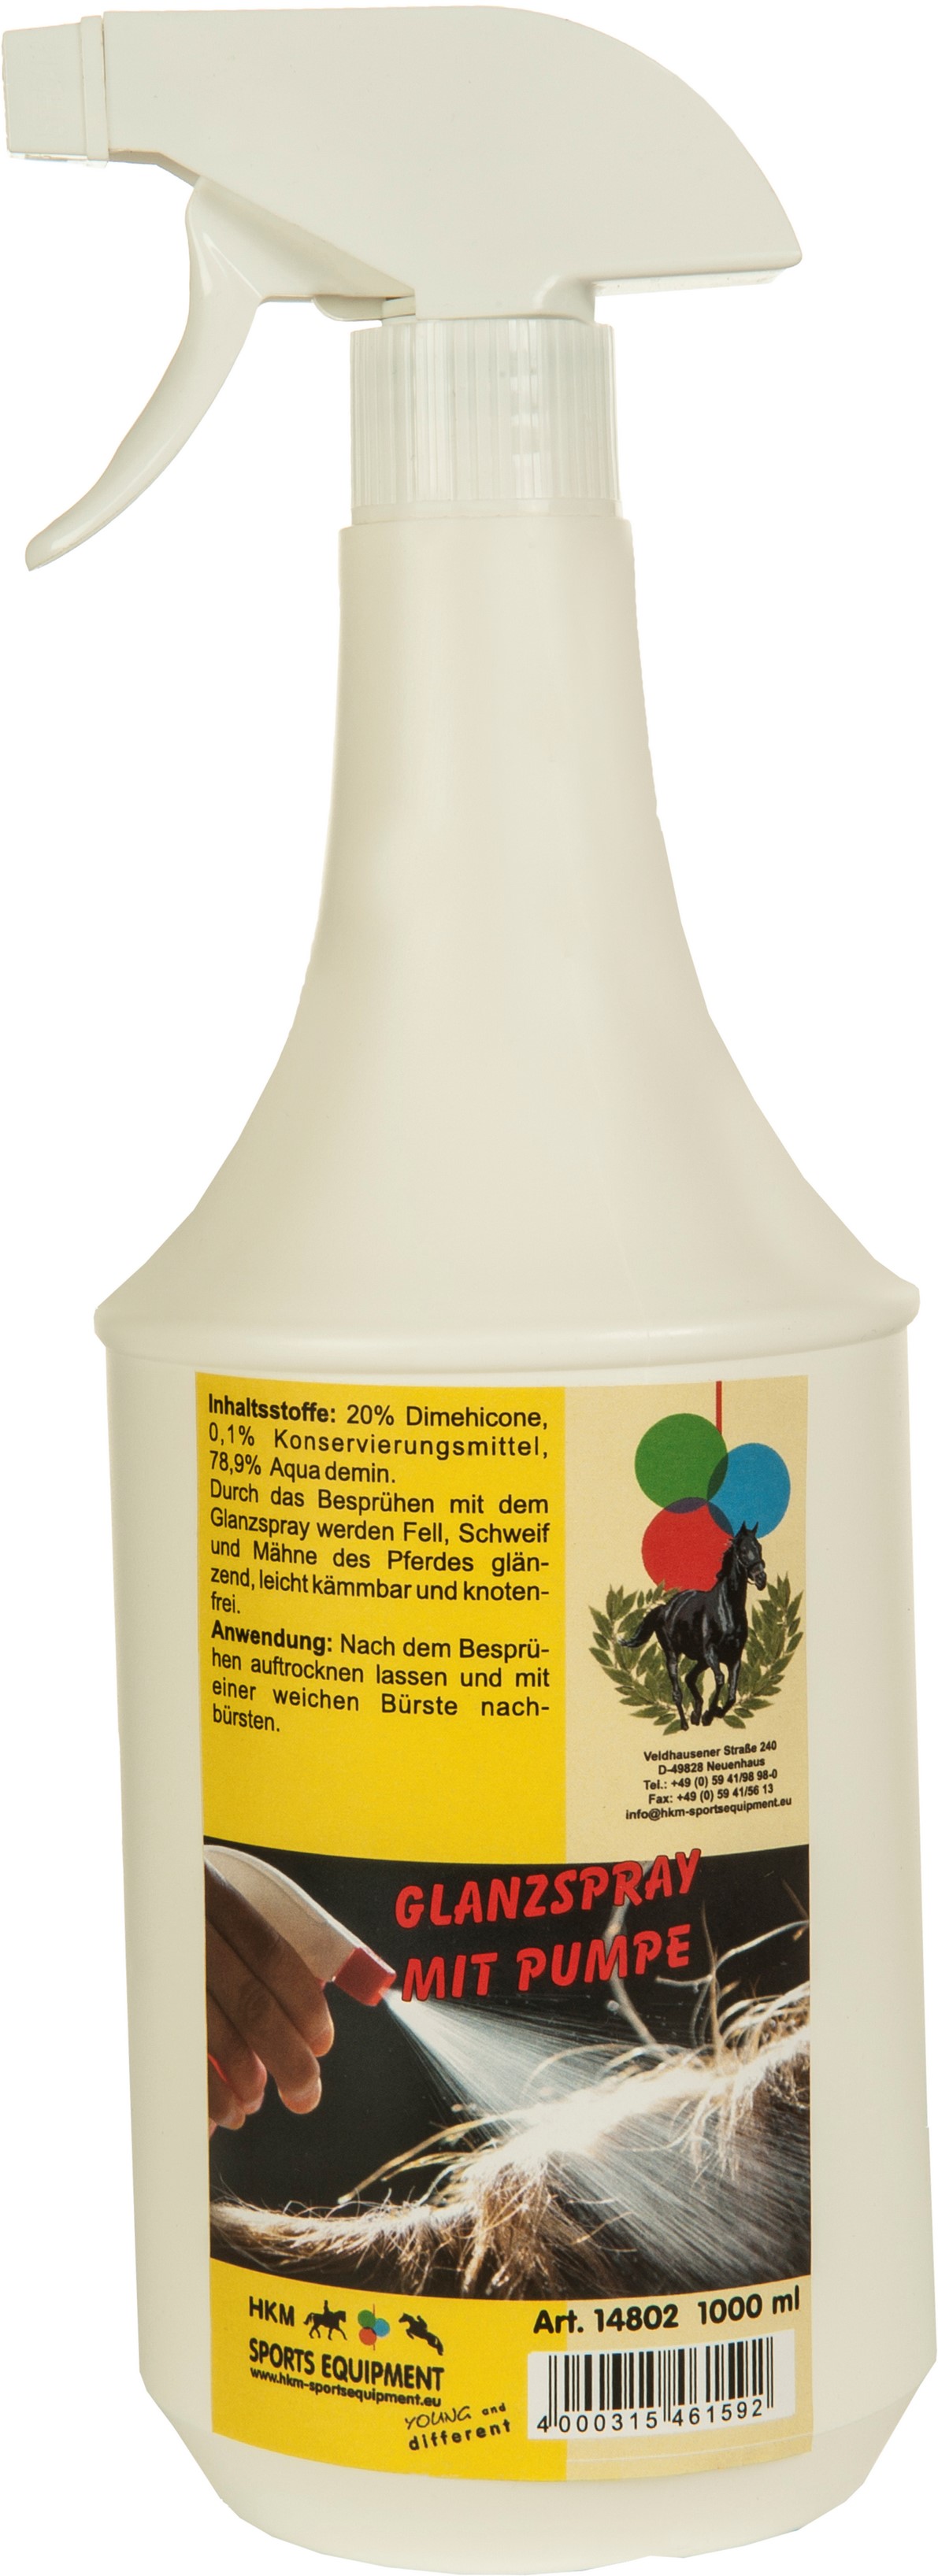 Inhaltsstoffe: 20% Dimehicone,
0,1% Konservierungsmittel,
78,9% Aqua demin.
Durch das Besprühen mit dem
Glanzspray werden Fell, Schweif
und Mähne des Pferdes glän-
zend, leicht kämmbar und knoten-
frei.
Anwendung: Nach dem Besprü-
hen auftrocknen lassen und mit
einer weichen Bürste nach-
bürsten.
Veldhausener Straße 240
D-49828 Neuenhaus
Tel.: +49 (0) 59 41/98 98-0
Fax: +49 (0) 59 41/56 13
info@hkm-sportsequipment.eu
GLANZSPRAY
MIT PUMPE
HKM
SPORTS EQUIPMENT
www.hkm-sportsequipment.eu
YOUNG and
different
Art. 14802 1000 ml
4 000315 461592